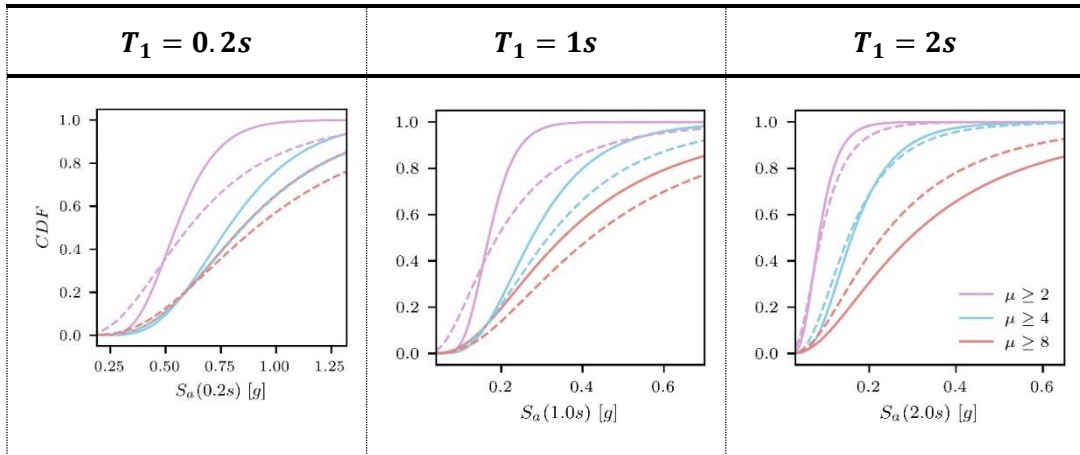 T₁ = 0.2s
T₁ = 1s
T₁ = 2s
CDF
1.0
0.8
0.6
0.4
0.2
0.0
0.25 0.50 0.75 1.00 1.25
Sₐ(0.2s) [g]
1.0
0.8
0.6
0.4
0.2
0.0
0.2 0.4 0.6
Sₐ(1.0s) [g]
1.0
0.8
0.6
0.4
0.2
0.0
μ ≥ 2
μ ≥ 4
μ ≥ 8
0.2 0.4 0.6
Sₐ(2.0s) [g]